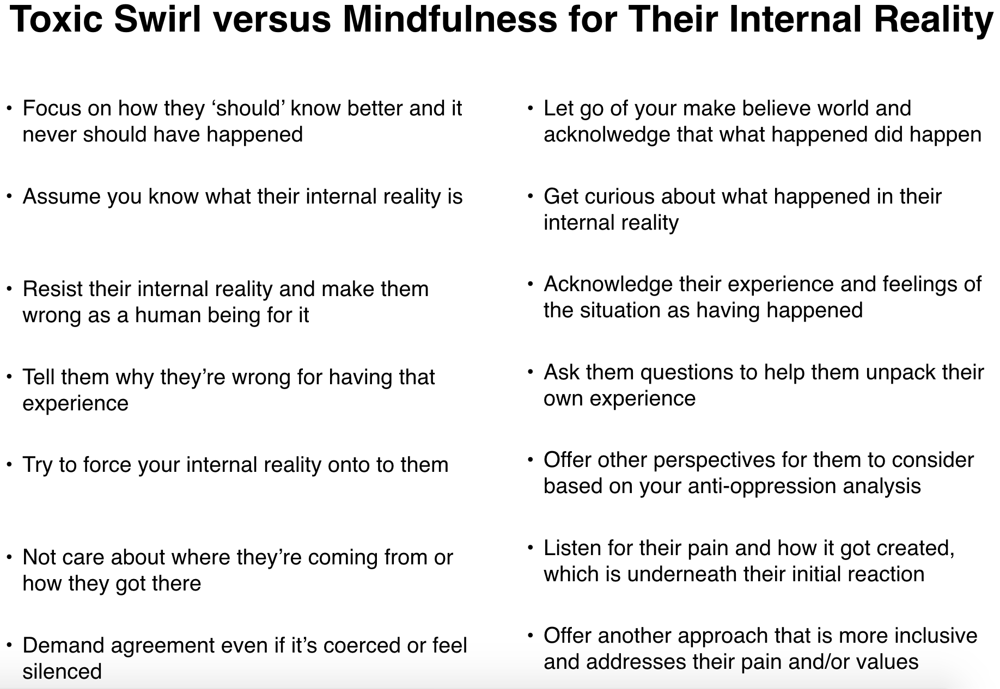 Toxic Swirl versus Mindfulness for Their Internal Reality
• Focus on how they ‘should’ know better and it
never should have happened
• Assume you know what their internal reality is
• Resist their internal reality and make them
wrong as a human being for it
• Tell them why they’re wrong for having that
experience
• Try to force your internal reality onto to them
• Not care about where they’re coming from or
how they got there
• Demand agreement even if it’s coerced or feel
silenced
• Let go of your make believe world and
acknolwedge that what happened did happen
• Get curious about what happened in their
internal reality
• Acknowledge their experience and feelings of
the situation as having happened
• Ask them questions to help them unpack their
own experience
• Offer other perspectives for them to consider
based on your anti-oppression analysis
• Listen for their pain and how it got created,
which is underneath their initial reaction
• Offer another approach that is more inclusive
and addresses their pain and/or values